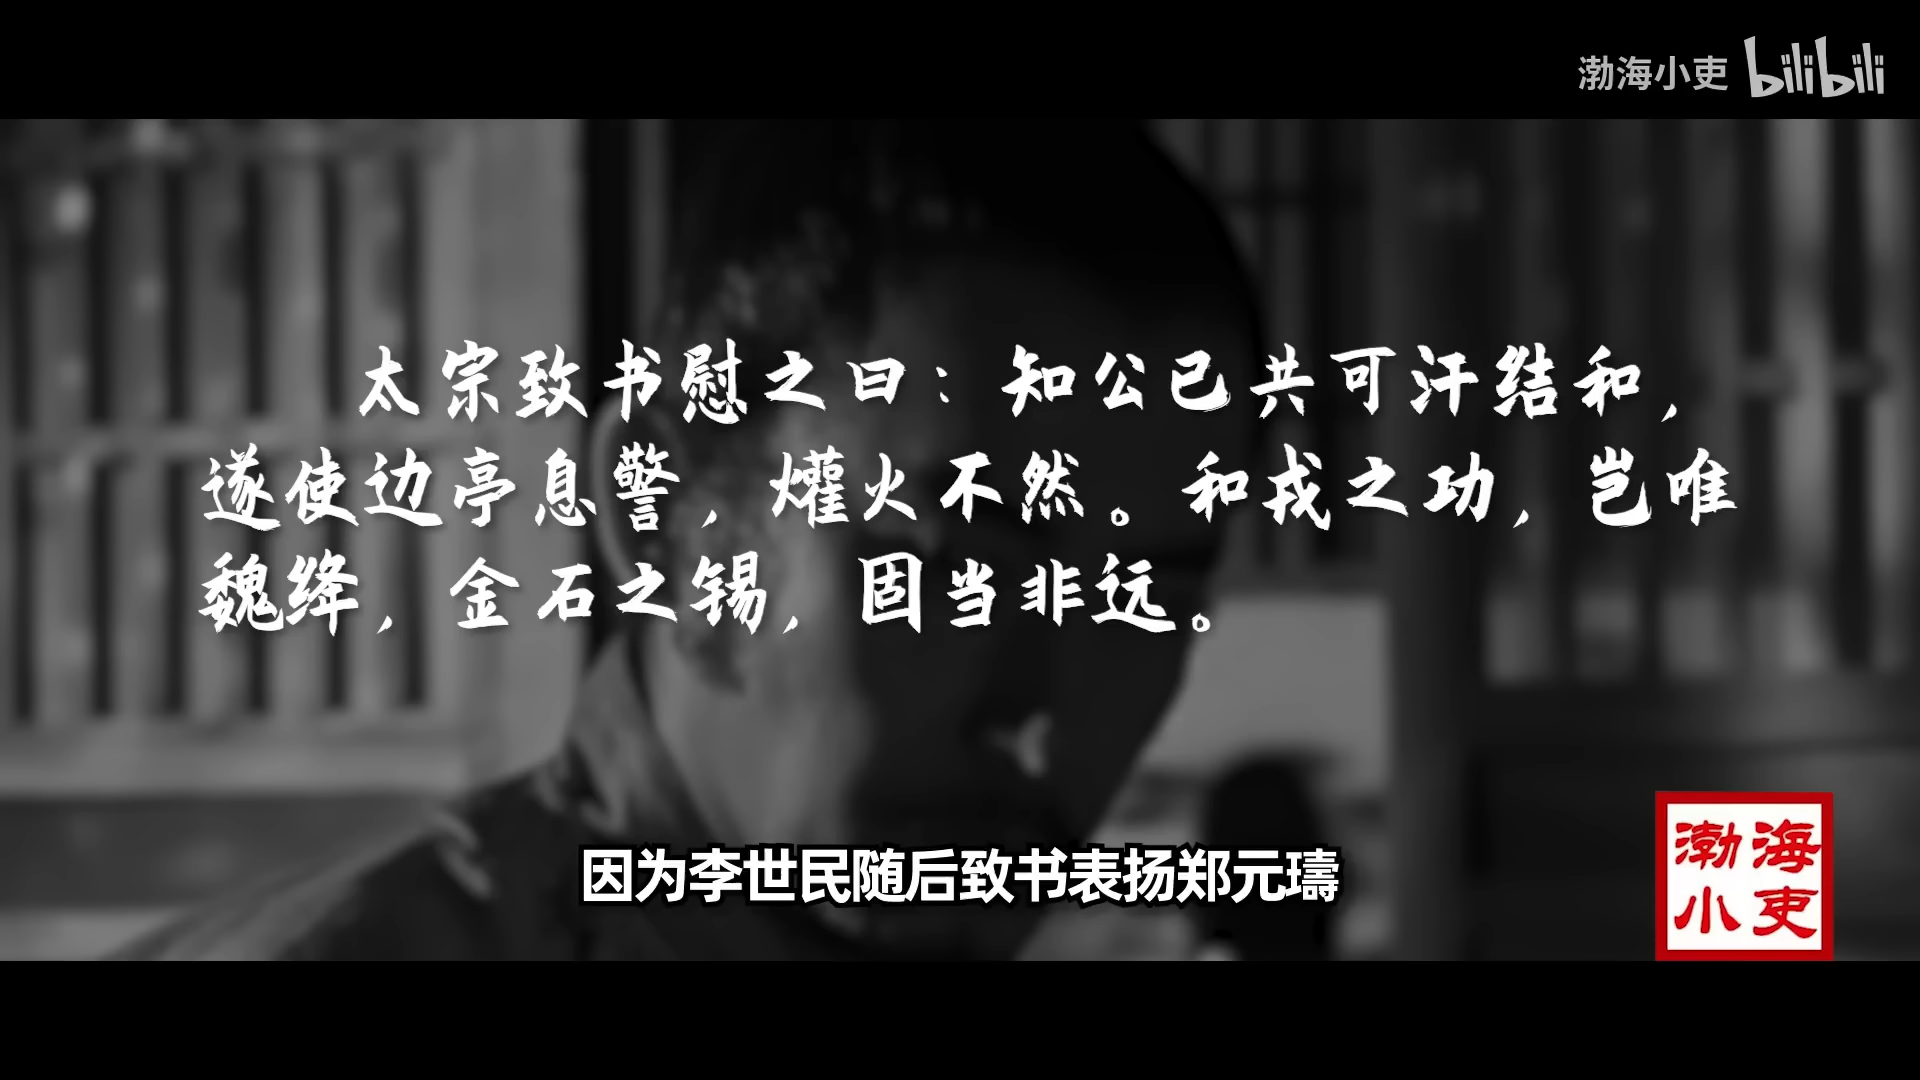 渤海小吏 bilibili
太宗致书慰之曰：知公已共可汗结和，
遂使边亭息警，爟火不然。和戎之功，岂唯
魏绛，金石之锡，固当非远。
因为李世民随后致书表扬郑元璹
渤海
小吏